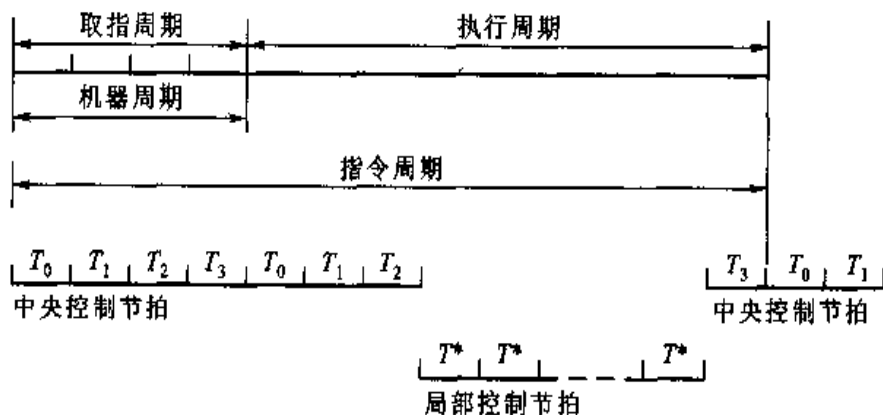 取指周期 执行周期
机器周期
指令周期
T₀ T₁ T₂ T₃ T₀ T₁ T₂ T₃ T₀ T₁
中央控制节拍 中央控制节拍
T* T* T*
局部控制节拍